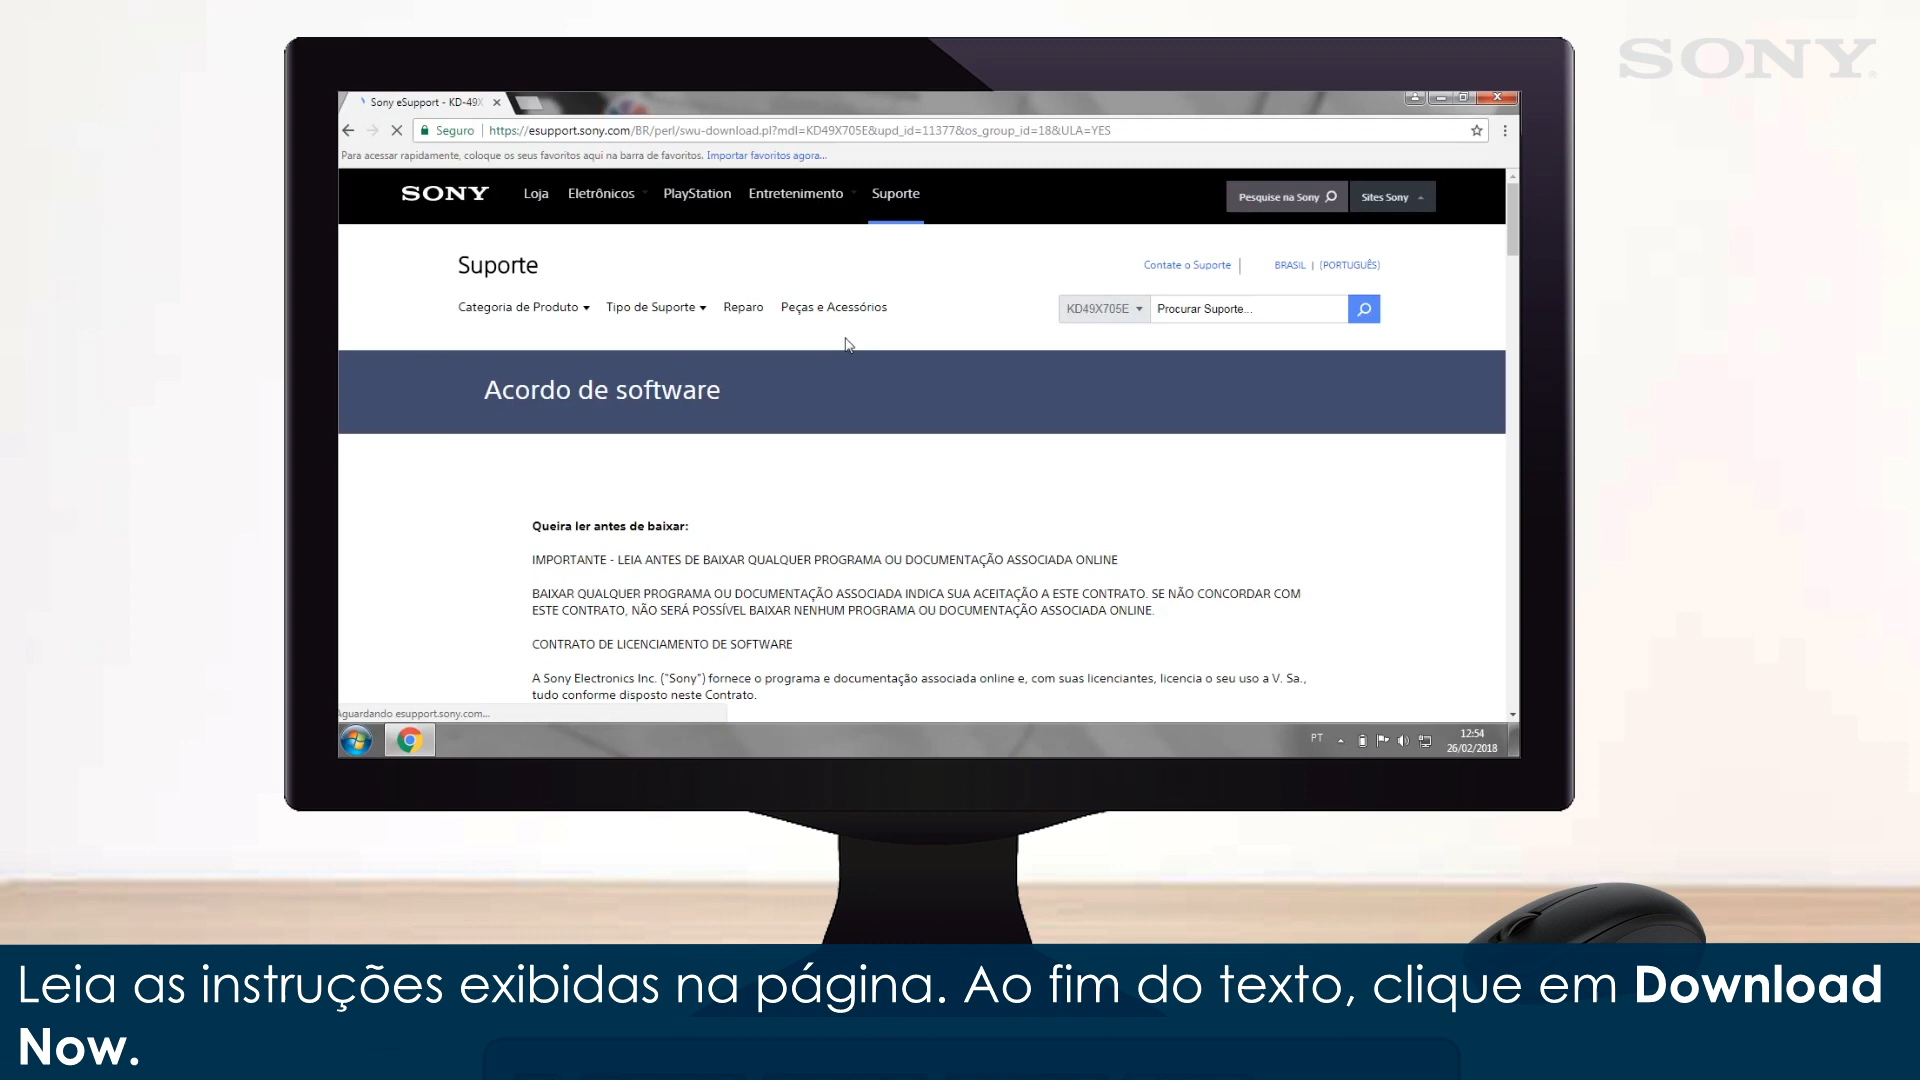 SONY
Sony eSupport - KD-49X
Seguro
https://esupport.sony.com/BR/perl/swu-download.pl?mdl=KD49X705E&upd_id=11377&os_group_id=18&ULA=YES
Para acessar rapidamente, coloque os seus favoritos aqui na barra de favoritos. Importar favoritos agora...
SONY Loja Eletrônicos PlayStation Entretenimento Suporte Pesquise na Sony Sites Sony
Suporte
Contate o Suporte | BRASIL | (PORTUGUÊS)
Categoria de Produto Tipo de Suporte Reparo Peças e Acessórios
KD49X705E Procurar Suporte...
Acordo de software
Queira ler antes de baixar:
IMPORTANTE - LEIA ANTES DE BAIXAR QUALQUER PROGRAMA OU DOCUMENTAÇÃO ASSOCIADA ONLINE
BAIXAR QUALQUER PROGRAMA OU DOCUMENTAÇÃO ASSOCIADA INDICA SUA ACEITAÇÃO A ESTE CONTRATO. SE NÃO CONCORDAR COM
ESTE CONTRATO, NÃO SERÁ POSSÍVEL BAIXAR NENHUM PROGRAMA OU DOCUMENTAÇÃO ASSOCIADA ONLINE.
CONTRATO DE LICENCIAMENTO DE SOFTWARE
A Sony Electronics Inc. ("Sony") fornece o programa e documentação associada online e, com suas licenciantes, licencia o seu uso a V. Sa.,
tudo conforme disposto neste Contrato.
Aguardando esupport.sony.com...
PT
12:54
26/02/2018
Leia as instruções exibidas na página. Ao fim do texto, clique em Download
Now.